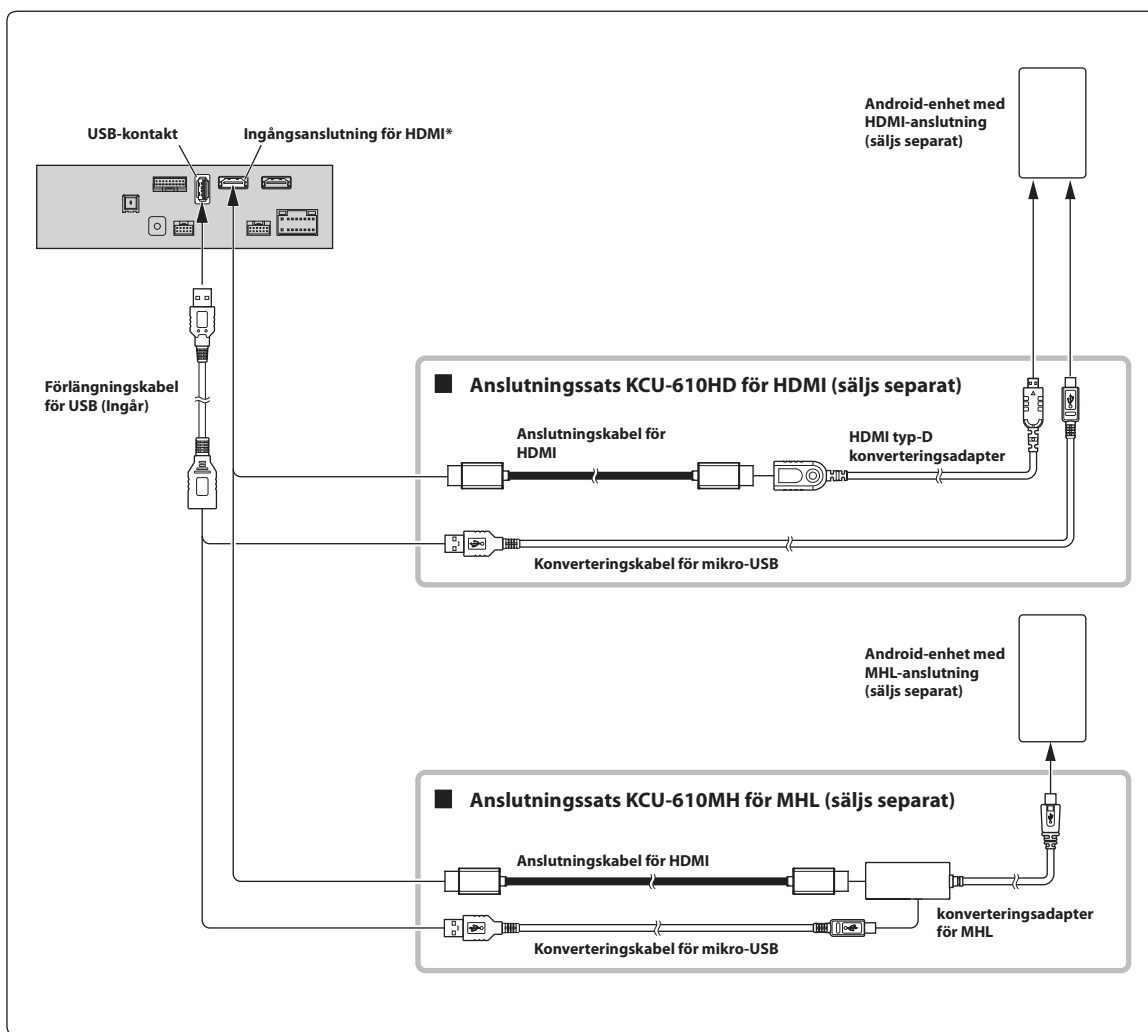 USB-kontakt
Ingångsanslutning för HDMI*
Android-enhet med
HDMI-anslutning
(säljs separat)
Förlängningskabel
för USB (Ingår)
■ Anslutningssats KCU-610HD för HDMI (säljs separat)
Anslutningskabel för
HDMI
HDMI typ-D
konverteringsadapter
Konverteringskabel för mikro-USB
Android-enhet med
MHL-anslutning
(säljs separat)
■ Anslutningssats KCU-610MH för MHL (säljs separat)
Anslutningskabel för HDMI
konverteringsadapter
för MHL
Konverteringskabel för mikro-USB